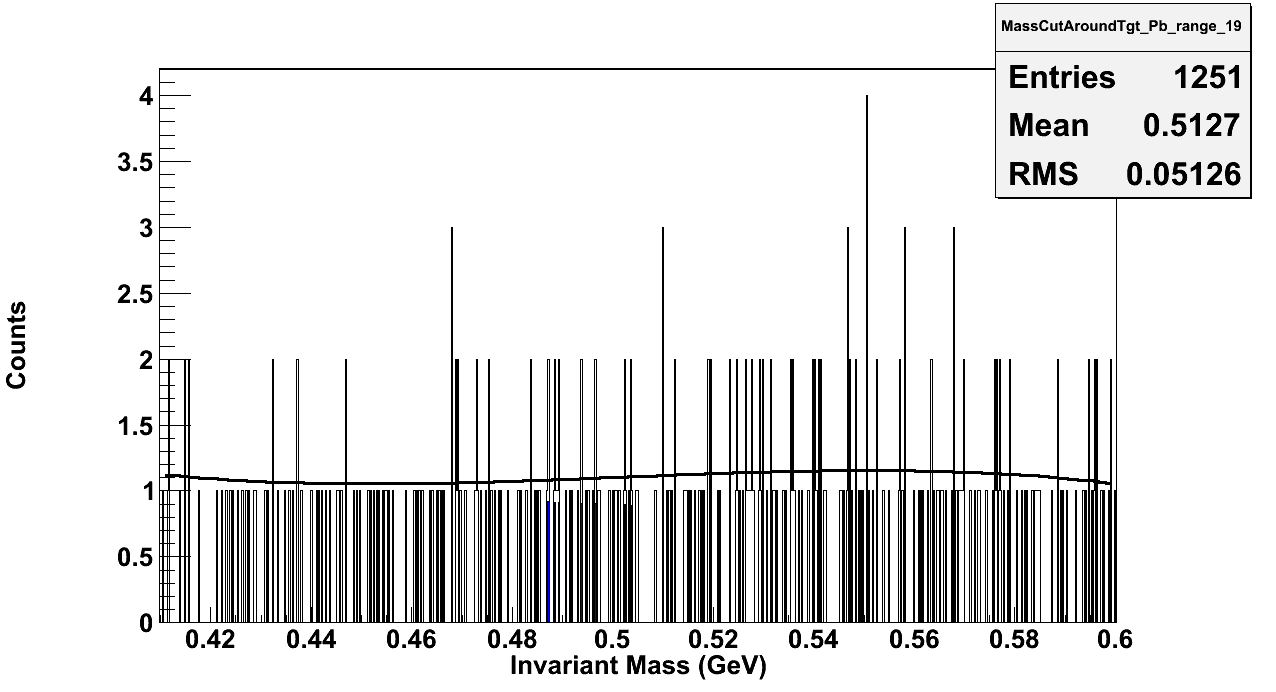 MassCutAroundTgt_Pb_range_19
Entries 1251
Mean 0.5127
RMS 0.05126
4
3.5
3
2.5
2
1.5
1
0.5
0
Counts
0.42 0.44 0.46 0.48 0.5 0.52 0.54 0.56 0.58 0.6
Invariant Mass (GeV)